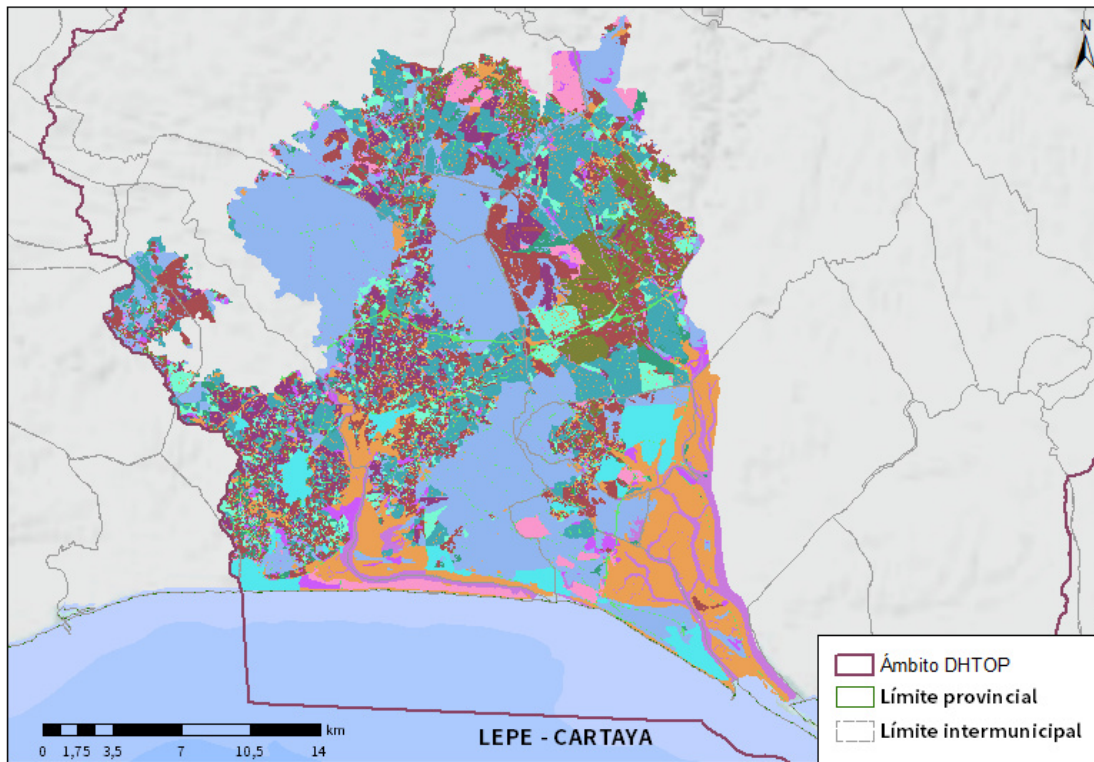 N
Ámbito DHTOP
Límite provincial
Límite intermunicipal
km
0 1,75 3,5 7 10,5 14
LEPE - CARTAYA